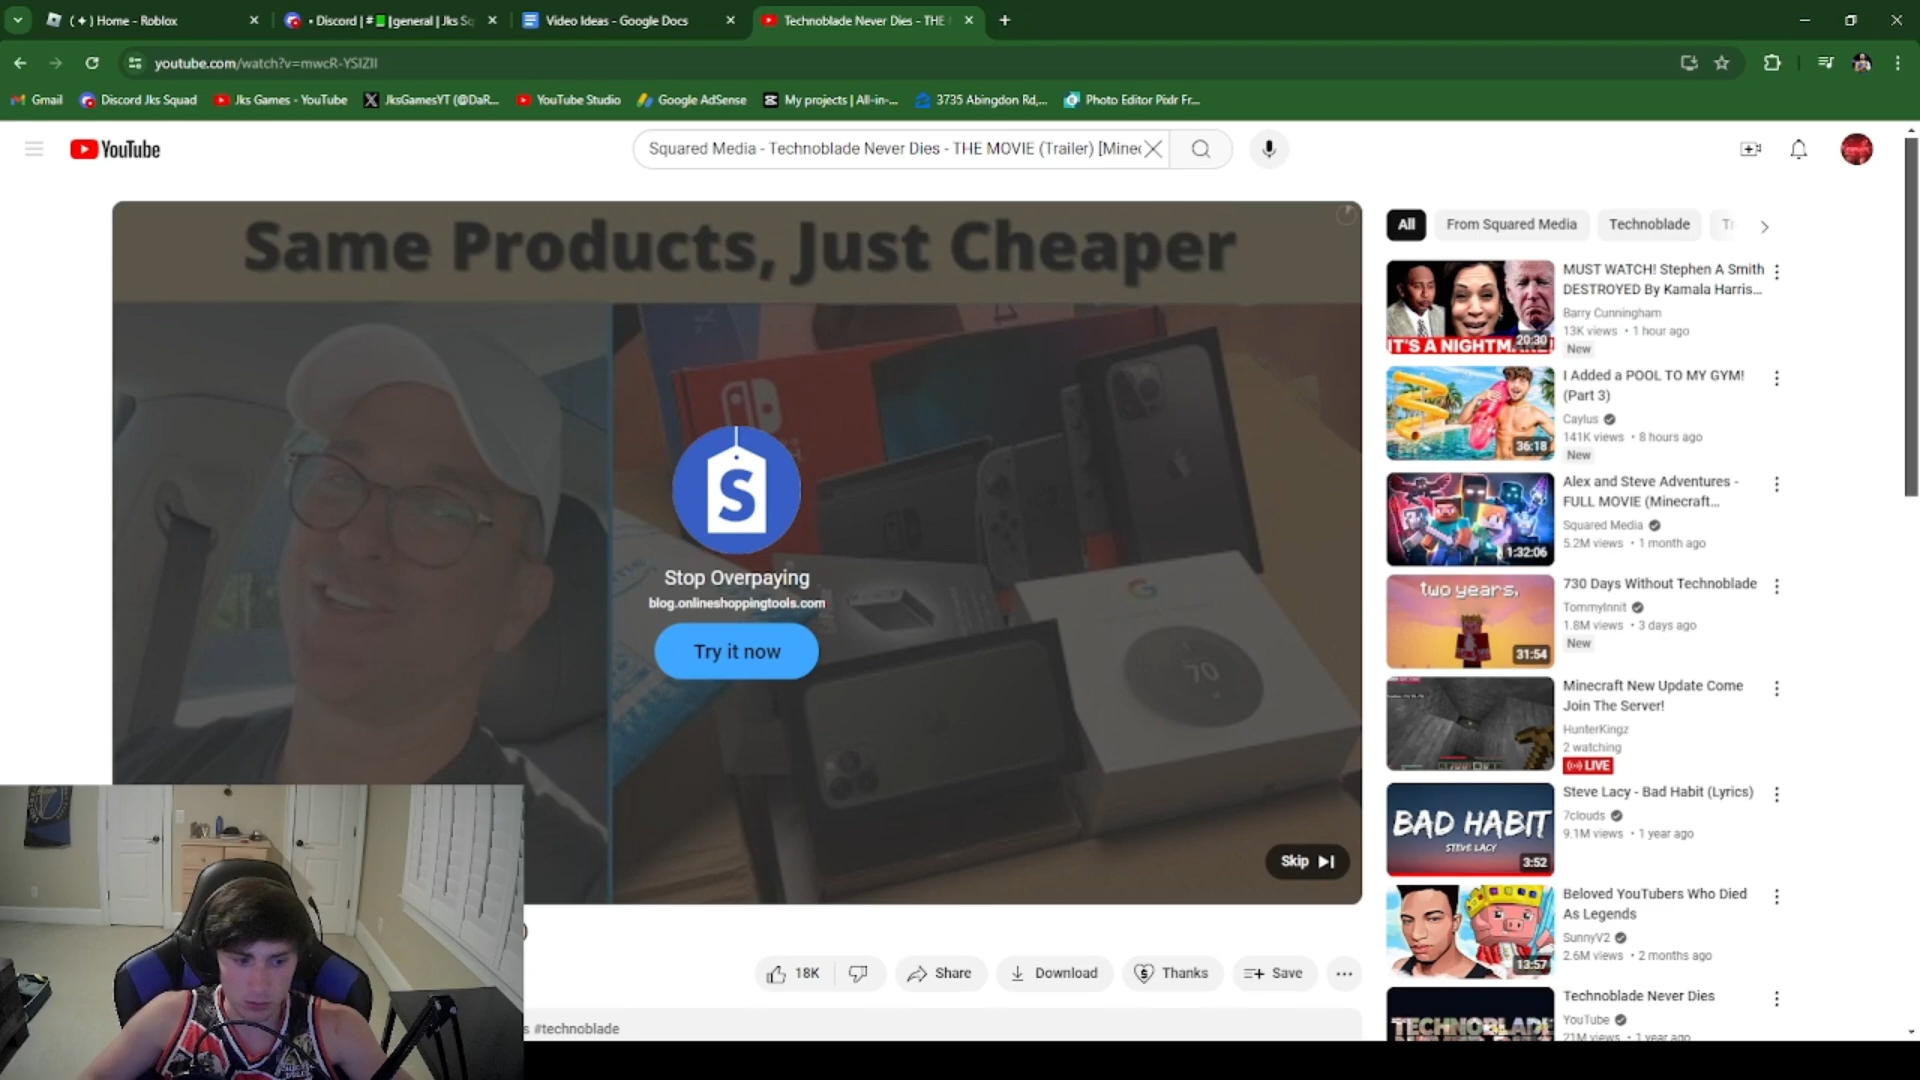 ( + ) Home - Roblox
• Discord | #📗|general | Jks Sq
Video Ideas - Google Docs
Technoblade Never Dies - THE
youtube.com/watch?v=mwcR-YSIZII
Gmail
Discord Jks Squad
Jks Games - YouTube
JksGamesYT (@DaR...
YouTube Studio
Google AdSense
My projects | All-in-...
3735 Abingdon Rd,...
Photo Editor Pixlr Fr...
YouTube
Squared Media - Technoblade Never Dies - THE MOVIE (Trailer) [Minec
Same Products, Just Cheaper
S
Stop Overpaying
blog.onlineshoppingtools.com
Try it now
70
Skip
18K
Share
Download
Thanks
Save
s #technoblade
All
From Squared Media
Technoblade
Tr
MUST WATCH! Stephen A Smith
DESTROYED By Kamala Harris...
Barry Cunningham
13K views • 1 hour ago
New
IT'S A NIGHTM
20:30
I Added a POOL TO MY GYM!
(Part 3)
Caylus
141K views • 8 hours ago
New
36:18
Alex and Steve Adventures -
FULL MOVIE (Minecraft...
Squared Media
5.2M views • 1 month ago
1:32:06
730 Days Without Technoblade
TommyInnit
1.8M views • 3 days ago
New
two years.
31:54
Minecraft New Update Come
Join The Server!
HunterKingz
2 watching
LIVE
Steve Lacy - Bad Habit (Lyrics)
7clouds
9.1M views • 1 year ago
BAD HABIT
STEVE LACY
3:52
Beloved YouTubers Who Died
As Legends
SunnyV2
2.6M views • 2 months ago
13:57
Technoblade Never Dies
YouTube
21M views • 1 year ago
TECHNOBLADE